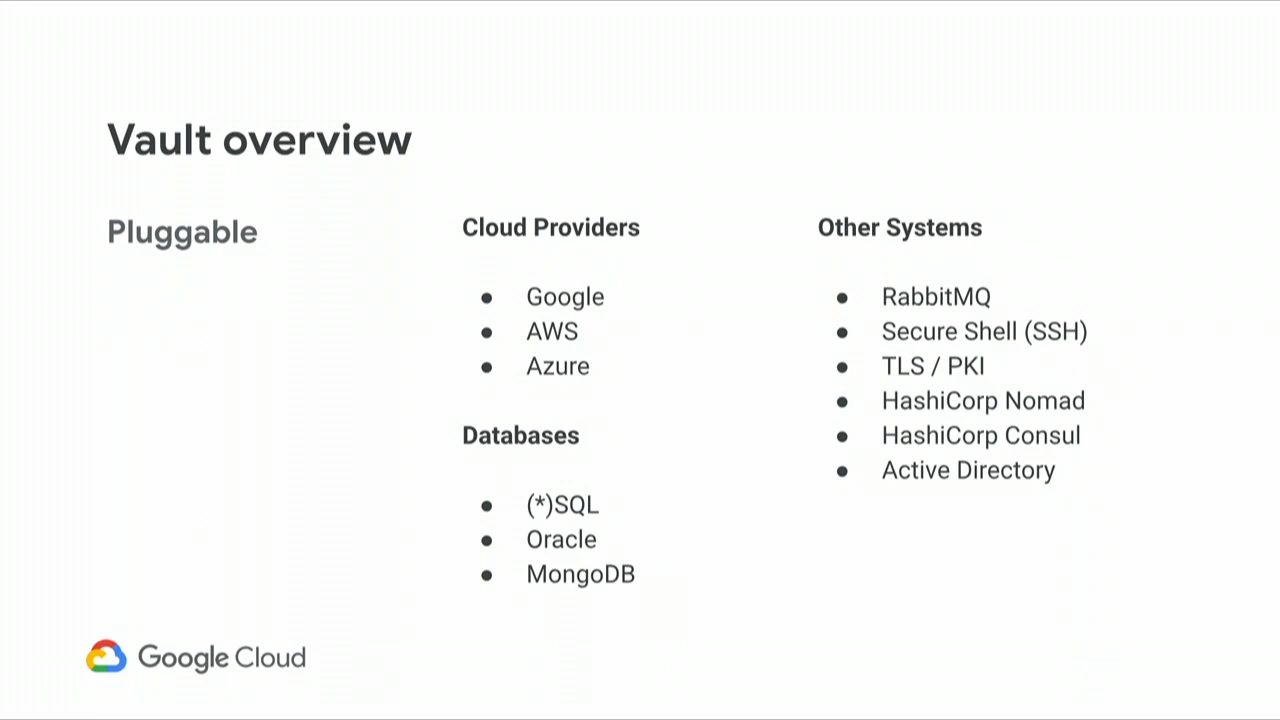 Vault overview
Pluggable
Cloud Providers
● Google
● AWS
● Azure
Databases
● (*)SQL
● Oracle
● MongoDB
Other Systems
● RabbitMQ
● Secure Shell (SSH)
● TLS / PKI
● HashiCorp Nomad
● HashiCorp Consul
● Active Directory
Google Cloud